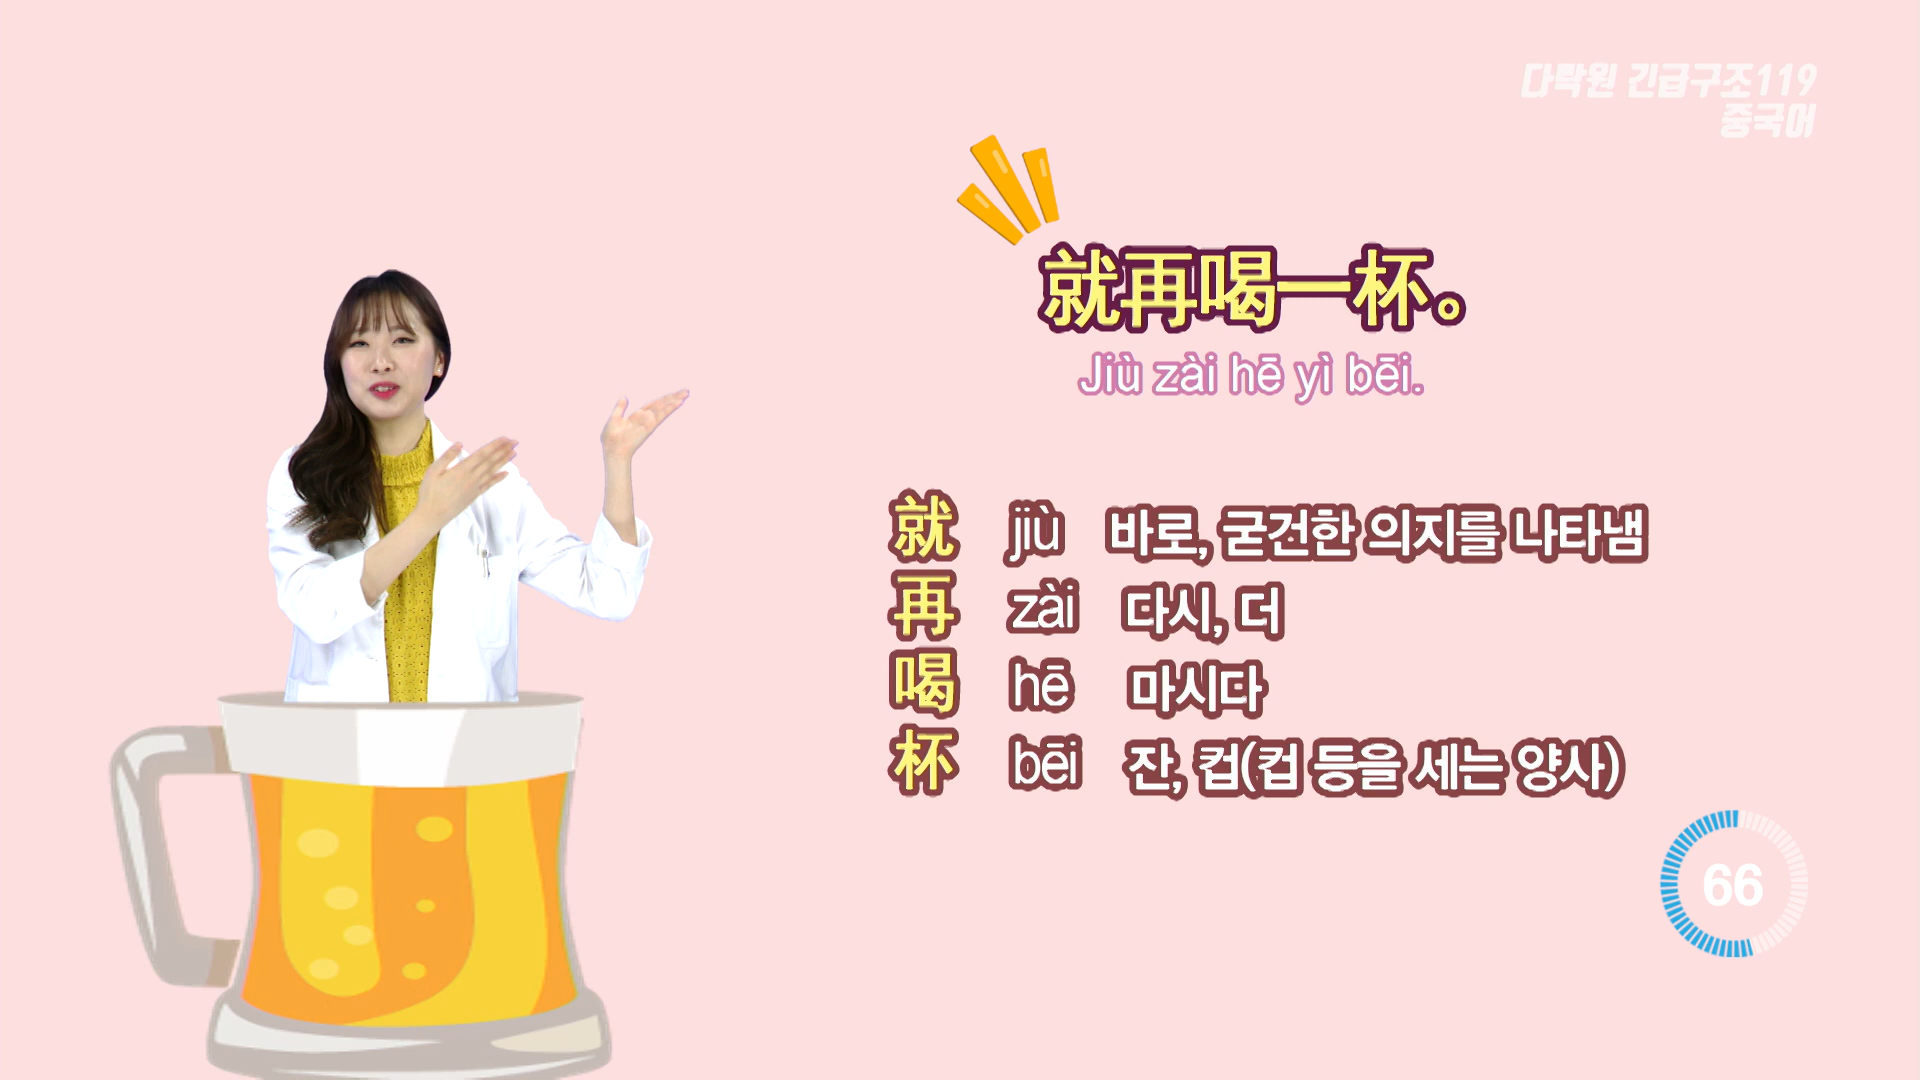 다락원 긴급구조119
중국어
就再喝一杯。
Jiù zài hē yì bēi.
就 jiù 바로, 굳건한 의지를 나타냄
再 zài 다시, 더
喝 hē 마시다
杯 bēi 잔, 컵(컵 등을 세는 양사)
66